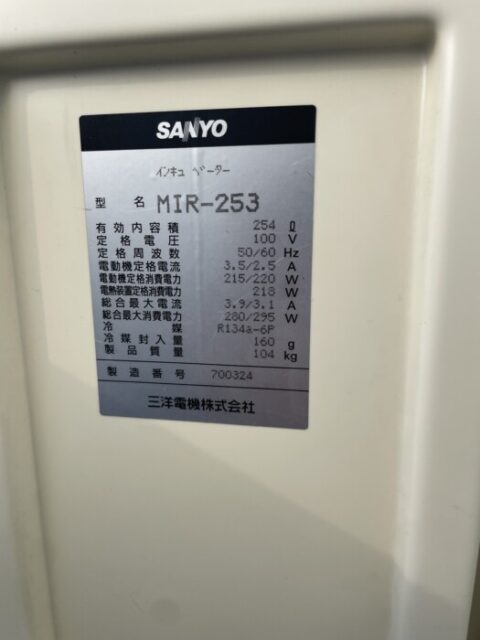 SANYO
インキュベーター
型名 MIR-253
有効内容積 254 ℓ
定格電圧 100 V
定格周波数 50/60 Hz
電動機定格電流 3.5/2.5 A
電動機定格消費電力 215/220 W
電熱装置定格消費電力 218 W
総合最大電流 3.9/3.1 A
総合最大消費電力 280/295 W
冷媒 R134a-6P
冷媒封入量 160 g
製品質量 104 kg
製造番号 700324
三洋電機株式会社